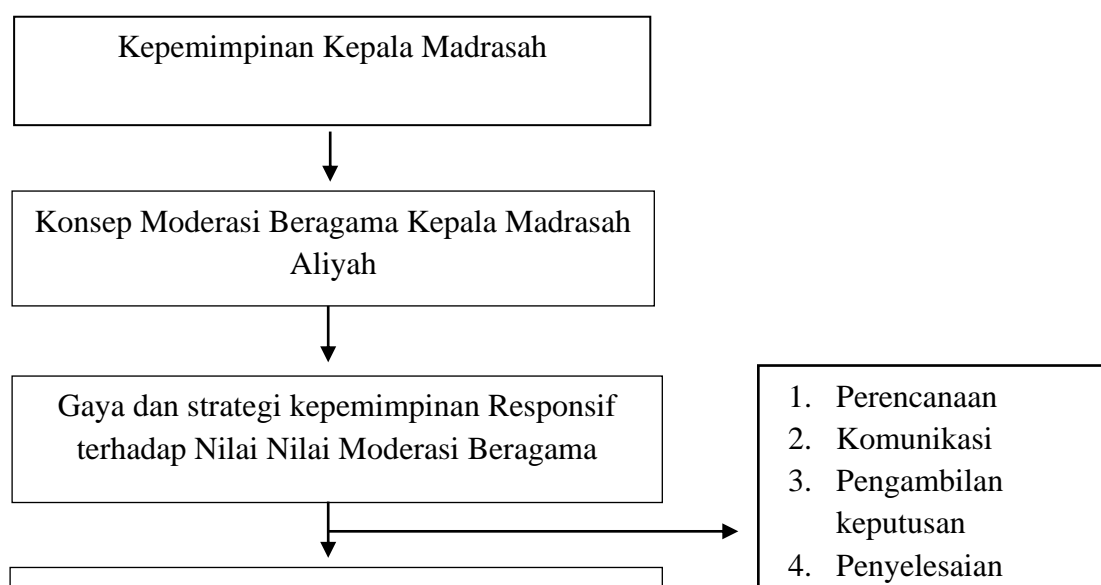 Kepemimpinan Kepala Madrasah
Konsep Moderasi Beragama Kepala Madrasah
Aliyah
Gaya dan strategi kepemimpinan Responsif
terhadap Nilai Nilai Moderasi Beragama
1. Perencanaan
2. Komunikasi
3. Pengambilan
keputusan
4. Penyelesaian